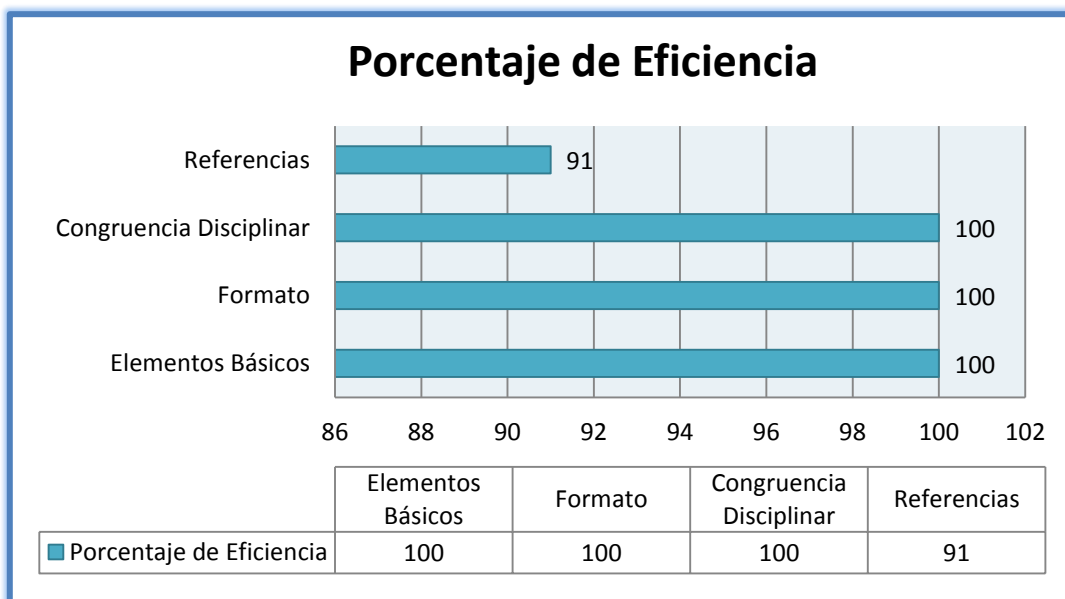 Porcentaje de Eficiencia
Referencias
91
Congruencia Disciplinar
100
Formato
100
Elementos Básicos
100
86 88 90 92 94 96 98 100 102
Elementos Básicos Formato Congruencia Disciplinar Referencias
Porcentaje de Eficiencia 100 100 100 91